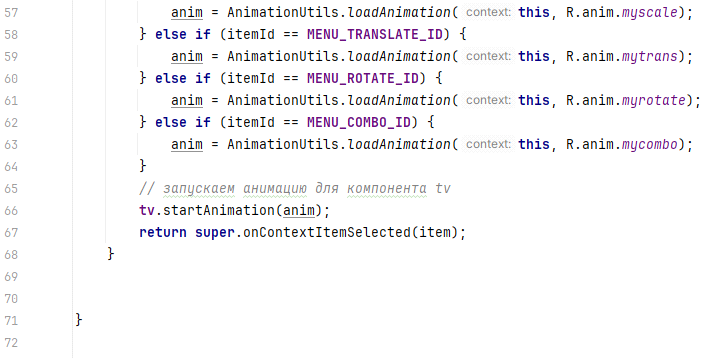 57 anim = AnimationUtils.loadAnimation( context: this, R.anim.myscale);
58 } else if (itemId == MENU_TRANSLATE_ID) {
59 anim = AnimationUtils.loadAnimation( context: this, R.anim.mytrans);
60 } else if (itemId == MENU_ROTATE_ID) {
61 anim = AnimationUtils.loadAnimation( context: this, R.anim.myrotate);
62 } else if (itemId == MENU_COMBO_ID) {
63 anim = AnimationUtils.loadAnimation( context: this, R.anim.mycombo);
64 }
65 // запускаем анимацию для компонента tv
66 tv.startAnimation(anim);
67 return super.onContextItemSelected(item);
68 }
69
70
71 }
72